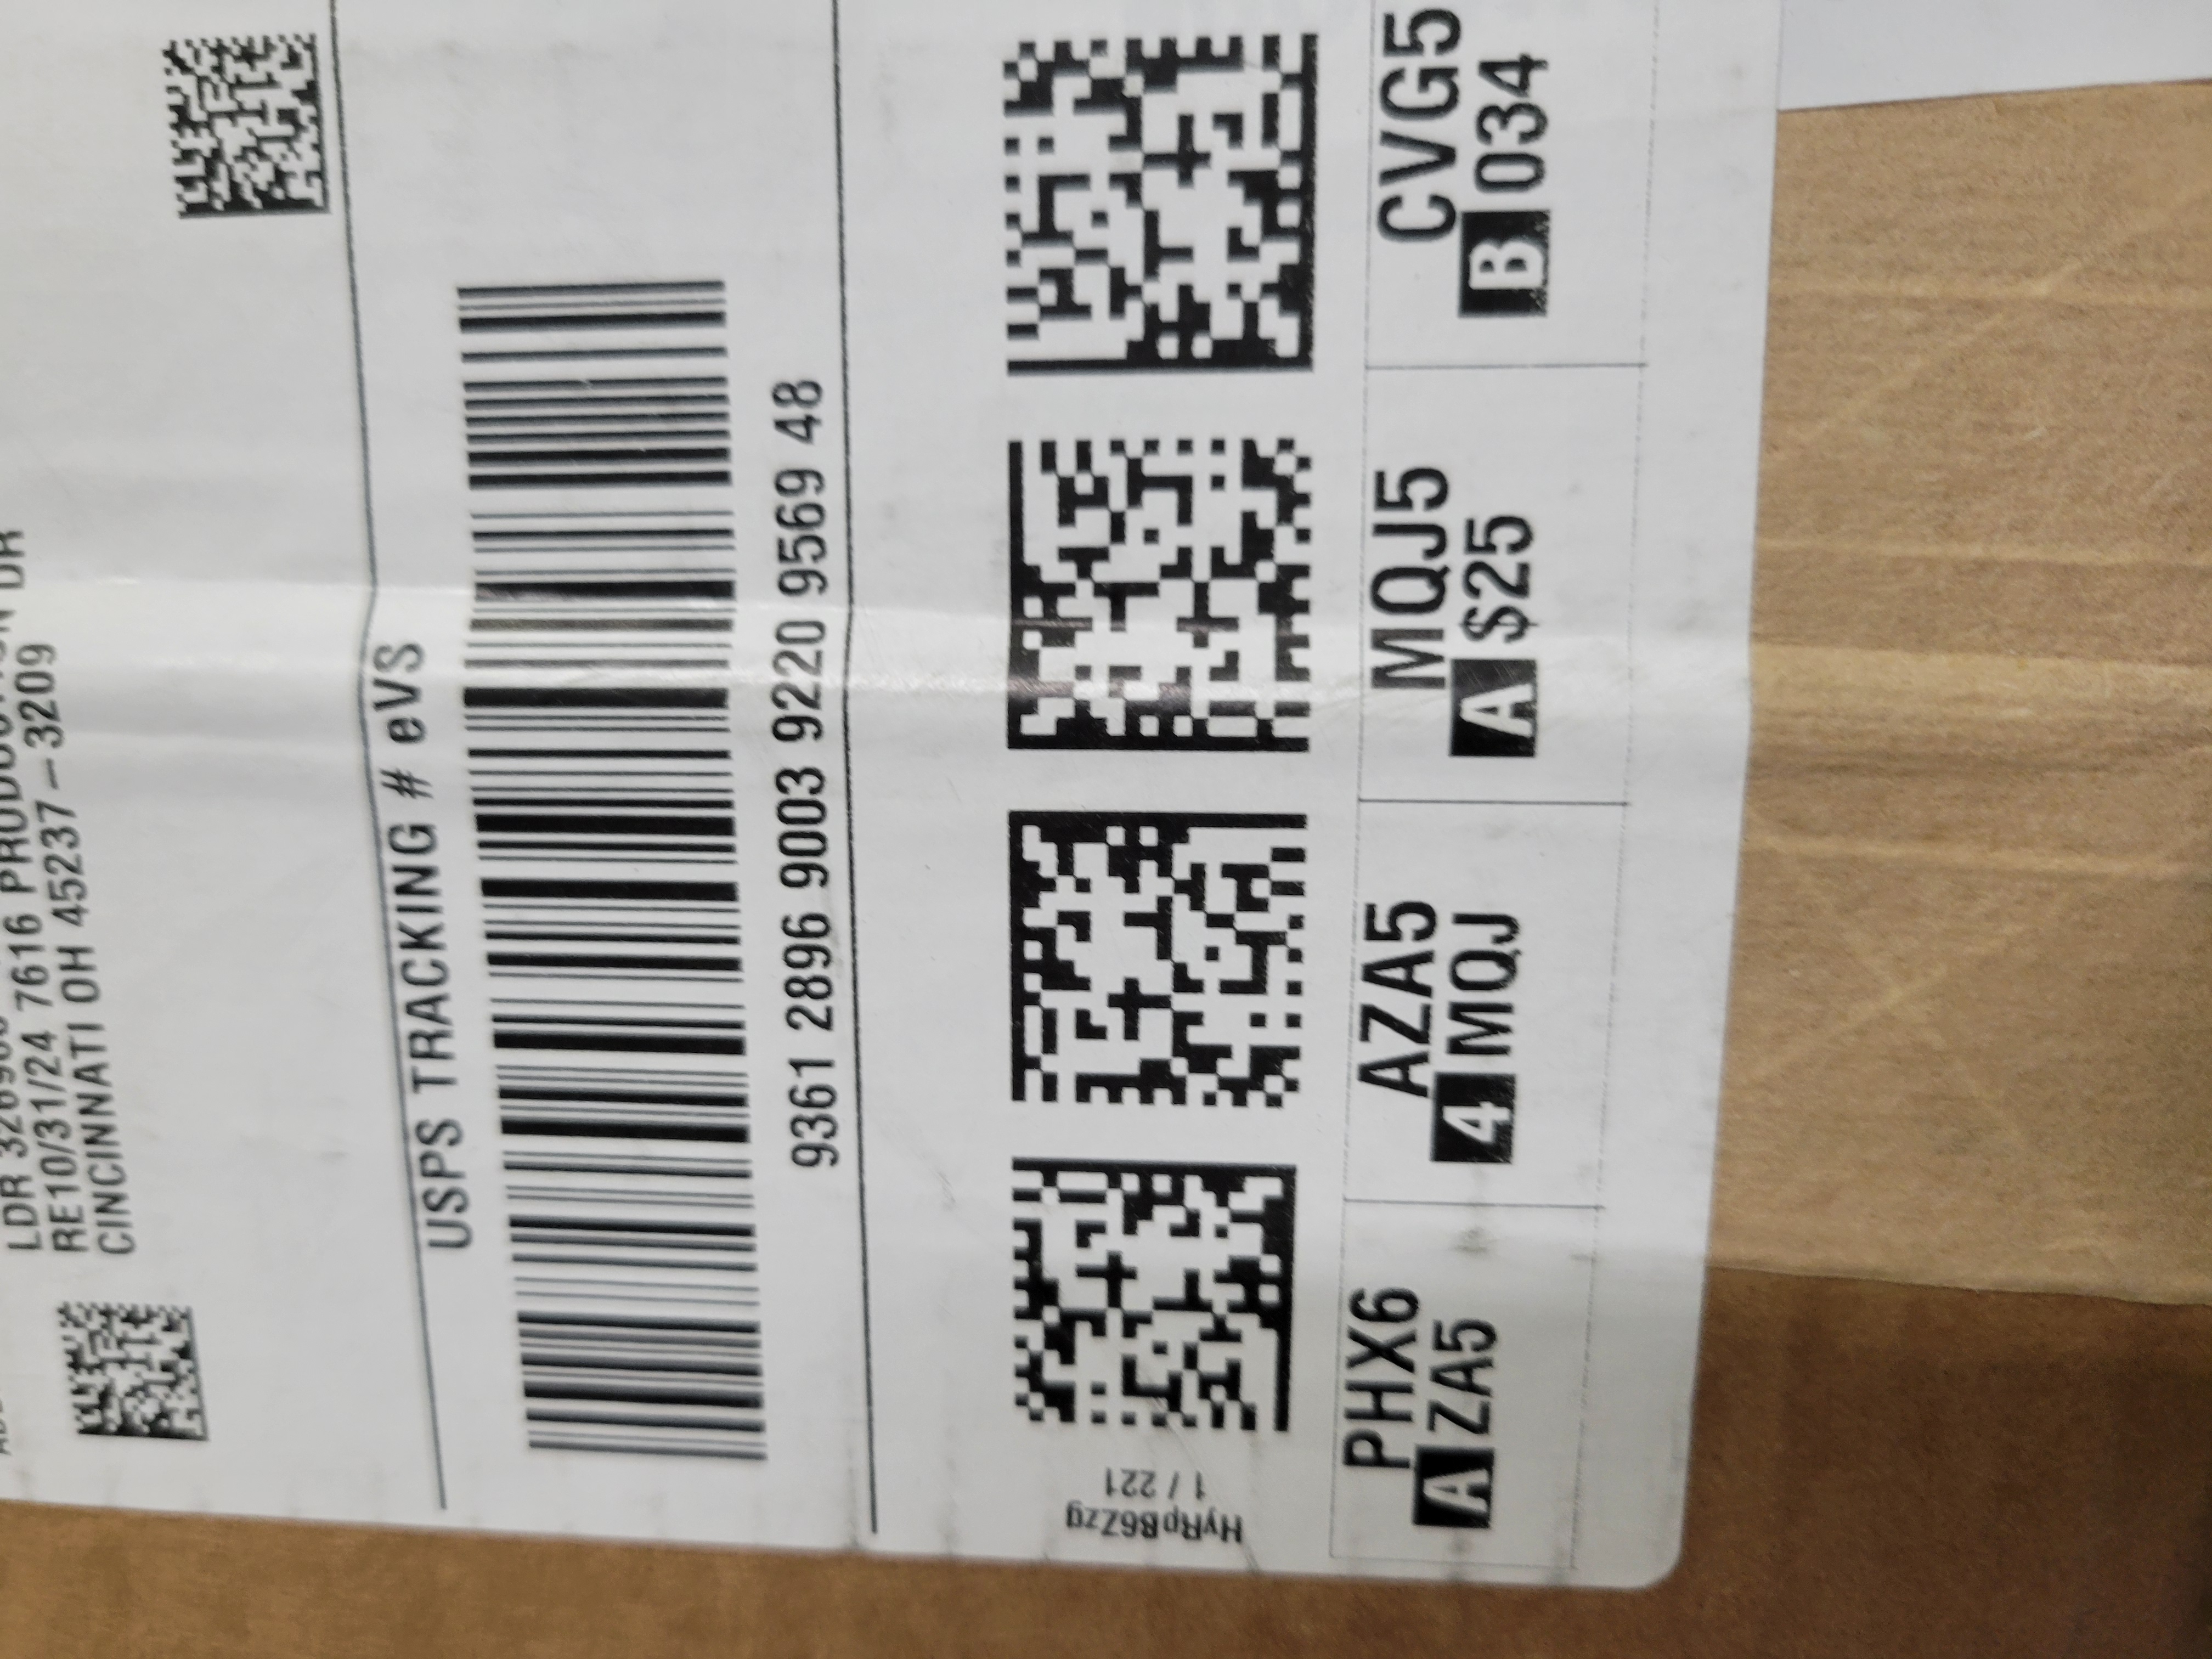 RE10/31/24 7616
CINCINNATI OH 45237-3209
USPS TRACKING # eVS
9361 2896 9003 9220 9569 48
HyRpB6Zzg
1 / 221
PHX6
A ZA5
AZA5
4 MQJ
MQJ5
A $25
CVG5
B 034